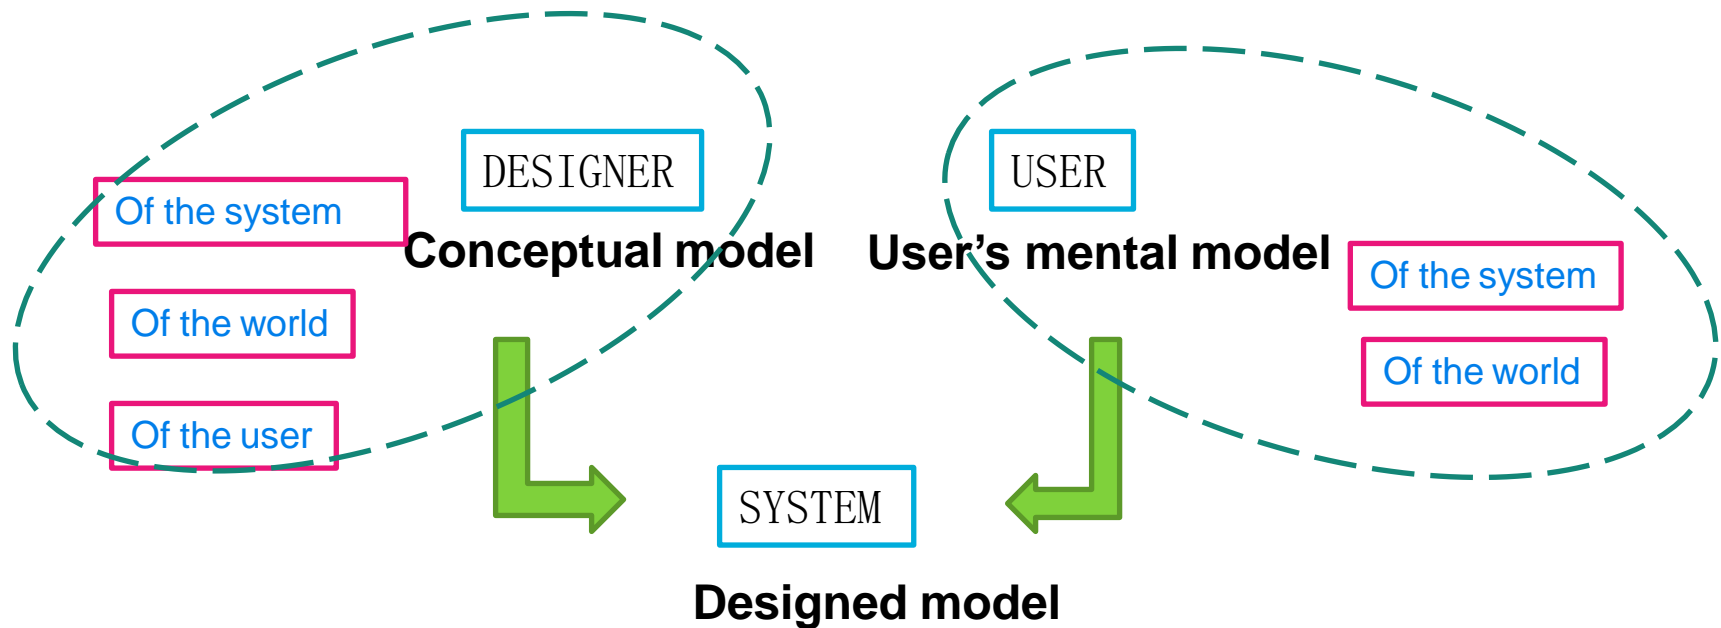 DESIGNER
USER
Of the system
Conceptual model
User's mental model
Of the system
Of the world
Of the world
Of the user
SYSTEM
Designed model